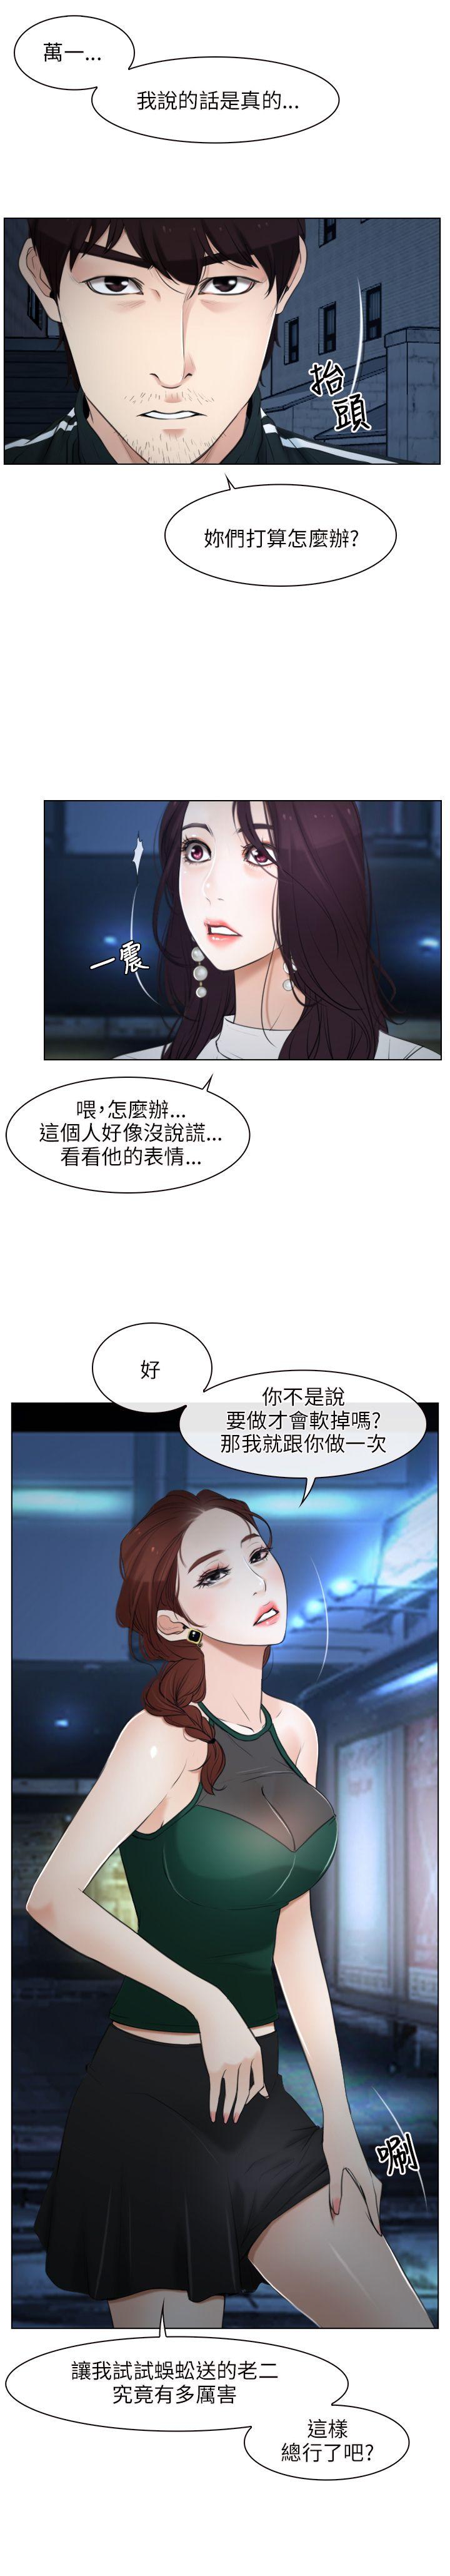 萬一...
我說的話是真的...
抬頭
妳們打算怎麼辦?
一震
喂,怎麼辦...
這個人好像沒說謊...
看看他的表情...
好
你不是說
要做才會軟掉嗎?
那我就跟你做一次
唰
讓我試試蜈蚣送的老二
究竟有多厲害
這樣
總行了吧?